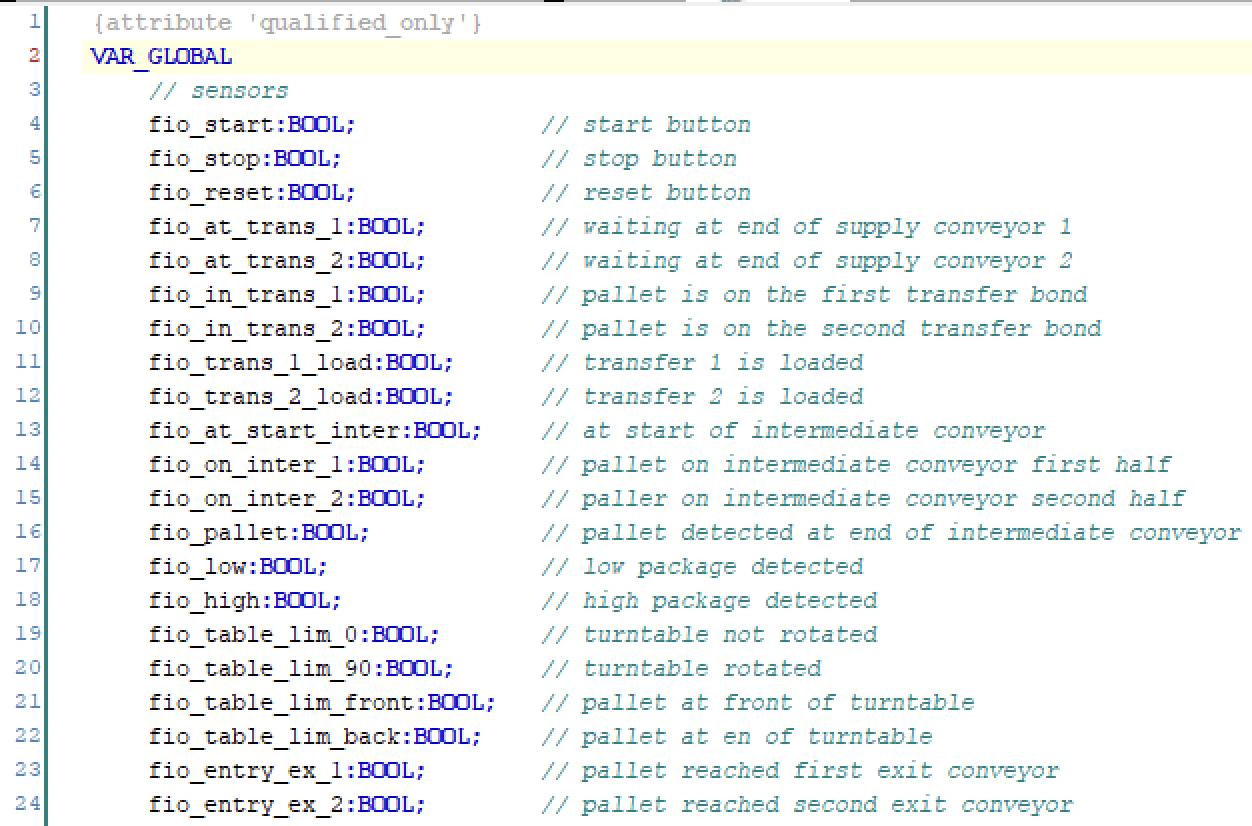 1 {attribute 'qualified_only'}
2 VAR_GLOBAL
3 // sensors
4 fio_start:BOOL; // start button
5 fio_stop:BOOL; // stop button
6 fio_reset:BOOL; // reset button
7 fio_at_trans_1:BOOL; // waiting at end of supply conveyor 1
8 fio_at_trans_2:BOOL; // waiting at end of supply conveyor 2
9 fio_in_trans_1:BOOL; // pallet is on the first transfer bond
10 fio_in_trans_2:BOOL; // pallet is on the second transfer bond
11 fio_trans_1_load:BOOL; // transfer 1 is loaded
12 fio_trans_2_load:BOOL; // transfer 2 is loaded
13 fio_at_start_inter:BOOL; // at start of intermediate conveyor
14 fio_on_inter_1:BOOL; // pallet on intermediate conveyor first half
15 fio_on_inter_2:BOOL; // paller on intermediate conveyor second half
16 fio_pallet:BOOL; // pallet detected at end of intermediate conveyor
17 fio_low:BOOL; // low package detected
18 fio_high:BOOL; // high package detected
19 fio_table_lim_0:BOOL; // turntable not rotated
20 fio_table_lim_90:BOOL; // turntable rotated
21 fio_table_lim_front:BOOL; // pallet at front of turntable
22 fio_table_lim_back:BOOL; // pallet at en of turntable
23 fio_entry_ex_1:BOOL; // pallet reached first exit conveyor
24 fio_entry_ex_2:BOOL; // pallet reached second exit conveyor